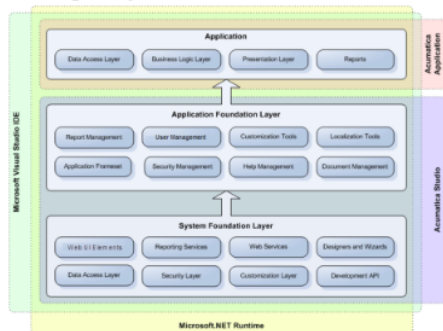 Application
Data Access Layer
Business Logic Layer
Presentation Layer
Reports
Application Foundation Layer
Report Management
User Management
Customization Tools
Localization Tools
Application Frameset
Security Management
Help Management
Document Management
System Foundation Layer
Web UI Elements
Reporting Services
Web Services
Designers and Wizards
Data Access Layer
Security Layer
Customization Layer
Development API
Microsoft Visual Studio IDE
Acumatica
Application
Acumatica Studio
Microsoft.NET Runtime